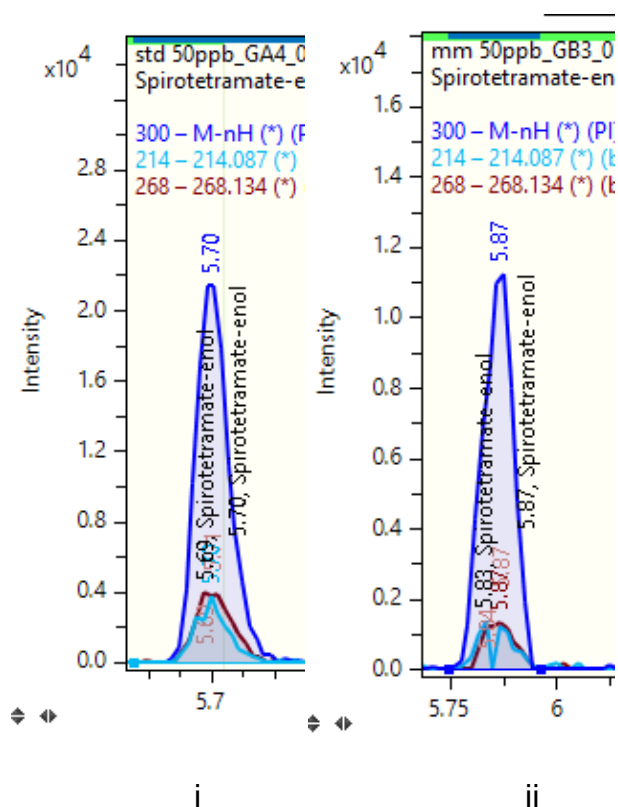 x10⁴
std 50ppb_GA4_0
Spirotetramate-e
300 – M-nH (*) (P
214 – 214.087 (*)
268 – 268.134 (*)
2.8
2.4
2.0
1.6
1.2
0.8
0.4
0.0
Intensity
5.70
5.69, Spirotetramate-enol
5.70, Spirotetramate-enol
5.7
i
x10⁴
mm 50ppb_GB3_0
Spirotetramate-en
300 – M-nH (*) (PI)
214 – 214.087 (*) (b
268 – 268.134 (*) (b
1.6
1.4
1.2
1.0
0.8
0.6
0.4
0.2
0.0
Intensity
5.87
5.83, Spirotetramate-enol
5.87, Spirotetramate-enol
5.87
5.75
6
ii